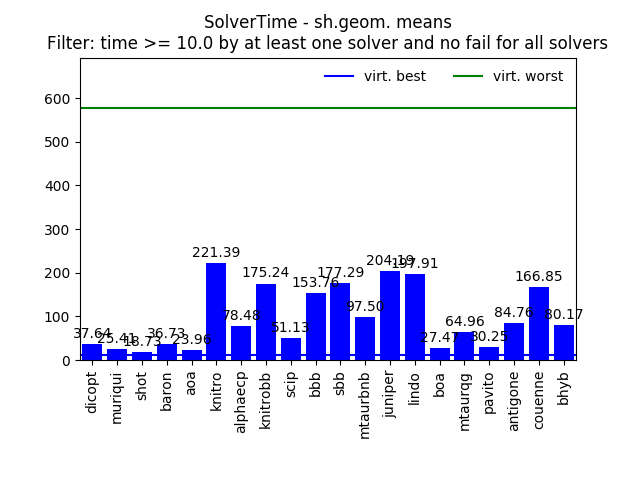 SolverTime - sh.geom. means
Filter: time >= 10.0 by at least one solver and no fail for all solvers
virt. best
virt. worst
600
500
400
300
200
100
0
37.64
25.41
18.73
36.73
23.96
221.39
78.48
175.24
51.13
153.76
177.29
97.50
204.19
197.91
27.47
64.96
30.25
84.76
166.85
80.17
dicopt
muriqui
shot
baron
aoa
knitro
alphaecp
knitrobb
scip
bbb
sbb
mtaurbnb
juniper
lindo
boa
mtaurqg
pavito
antigone
couenne
bhyb